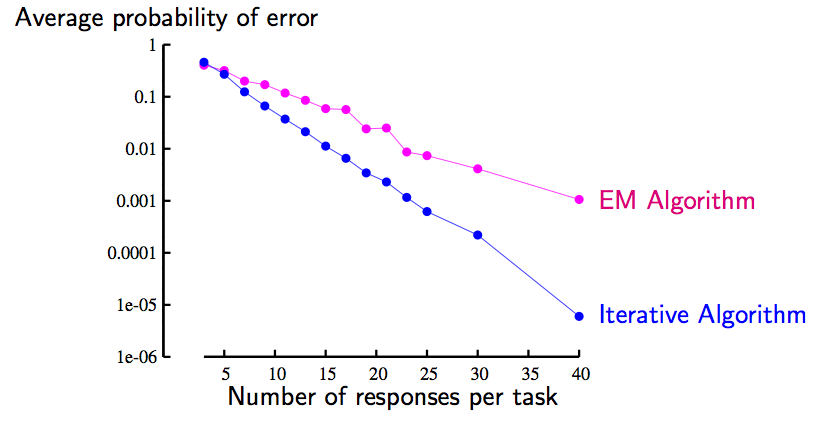 Average probability of error
1
0.1
0.01
0.001
0.0001
1e-05
1e-06
EM Algorithm
Iterative Algorithm
5 10 15 20 25 30 35 40
Number of responses per task